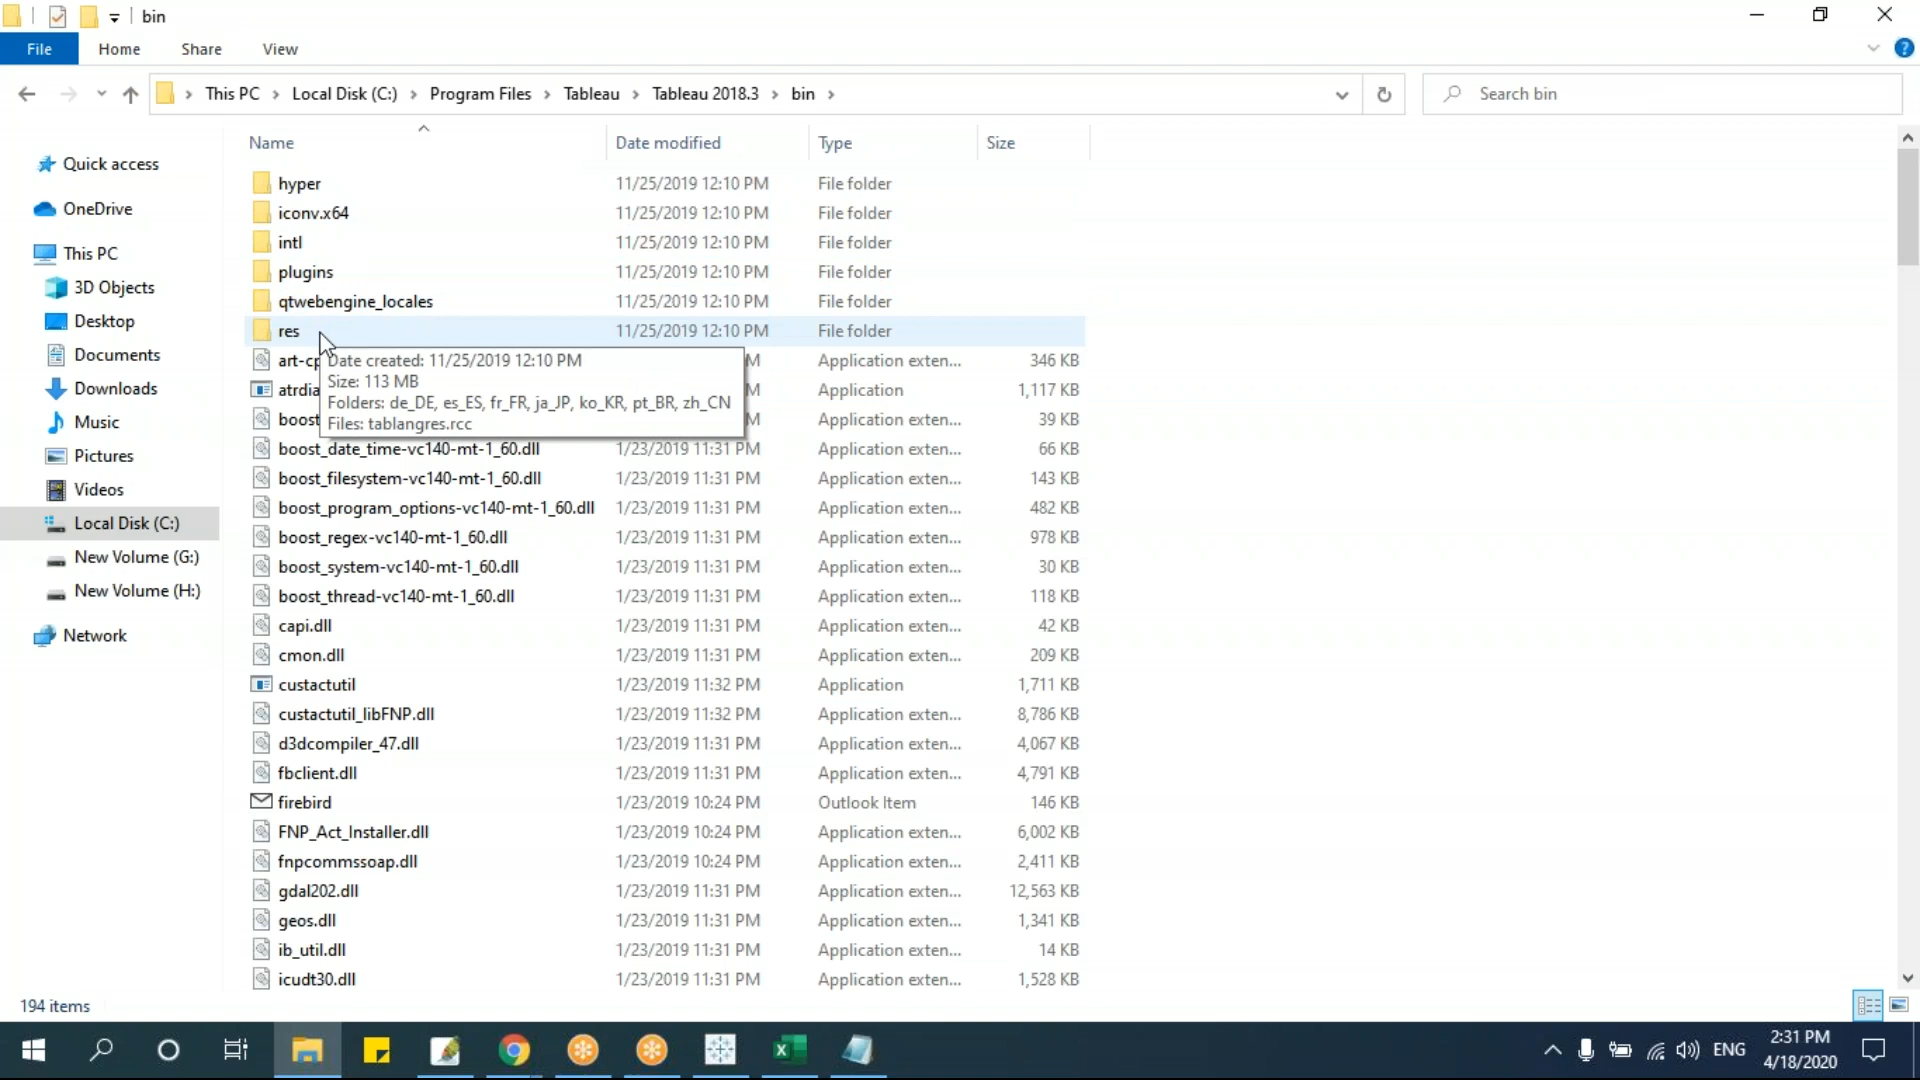 bin
File Home Share View
This PC > Local Disk (C:) > Program Files > Tableau > Tableau 2018.3 > bin >
Search bin
Name Date modified Type Size
Quick access
OneDrive
This PC
3D Objects
Desktop
Documents
Downloads
Music
Pictures
Videos
Local Disk (C:)
New Volume (G:)
New Volume (H:)
Network
hyper 11/25/2019 12:10 PM File folder
iconv.x64 11/25/2019 12:10 PM File folder
intl 11/25/2019 12:10 PM File folder
plugins 11/25/2019 12:10 PM File folder
qtwebengine_locales 11/25/2019 12:10 PM File folder
res 11/25/2019 12:10 PM File folder
Date created: 11/25/2019 12:10 PM
Size: 113 MB
Folders: de_DE, es_ES, fr_FR, ja_JP, ko_KR, pt_BR, zh_CN
Files: tablangres.rcc
art-cp M Application exten... 346 KB
atrdia M Application 1,117 KB
boost M Application exten... 39 KB
boost_date_time-vc140-mt-1_60.dll 1/23/2019 11:31 PM Application exten... 66 KB
boost_filesystem-vc140-mt-1_60.dll 1/23/2019 11:31 PM Application exten... 143 KB
boost_program_options-vc140-mt-1_60.dll 1/23/2019 11:31 PM Application exten... 482 KB
boost_regex-vc140-mt-1_60.dll 1/23/2019 11:31 PM Application exten... 978 KB
boost_system-vc140-mt-1_60.dll 1/23/2019 11:31 PM Application exten... 30 KB
boost_thread-vc140-mt-1_60.dll 1/23/2019 11:31 PM Application exten... 118 KB
capi.dll 1/23/2019 11:31 PM Application exten... 42 KB
cmon.dll 1/23/2019 11:31 PM Application exten... 209 KB
custactutil 1/23/2019 11:32 PM Application 1,711 KB
custactutil_libFNP.dll 1/23/2019 11:32 PM Application exten... 8,786 KB
d3dcompiler_47.dll 1/23/2019 11:31 PM Application exten... 4,067 KB
fbclient.dll 1/23/2019 11:31 PM Application exten... 4,791 KB
firebird 1/23/2019 10:24 PM Outlook Item 146 KB
FNP_Act_Installer.dll 1/23/2019 10:24 PM Application exten... 6,002 KB
fnpcommssoap.dll 1/23/2019 10:24 PM Application exten... 2,411 KB
gdal202.dll 1/23/2019 11:31 PM Application exten... 12,563 KB
geos.dll 1/23/2019 11:31 PM Application exten... 1,341 KB
ib_util.dll 1/23/2019 11:31 PM Application exten... 14 KB
icudt30.dll 1/23/2019 11:31 PM Application exten... 1,528 KB
194 items
ENG
2:31 PM
4/18/2020